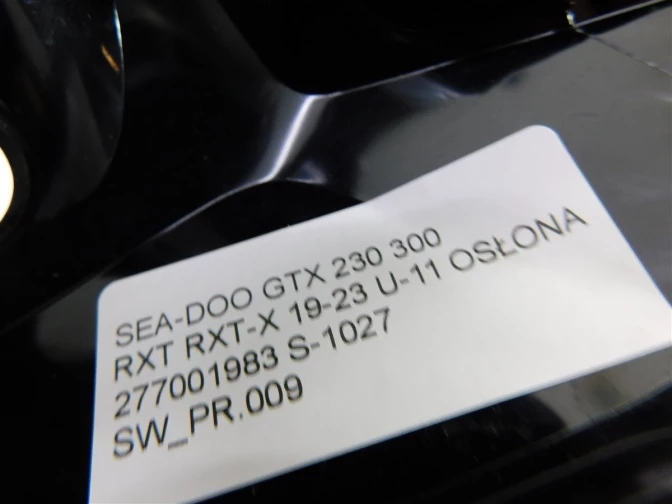 SEA-DOO GTX 230 300
RXT RXT-X 19-23 U-11 OSŁONA
277001983 S-1027
SW_PR.009